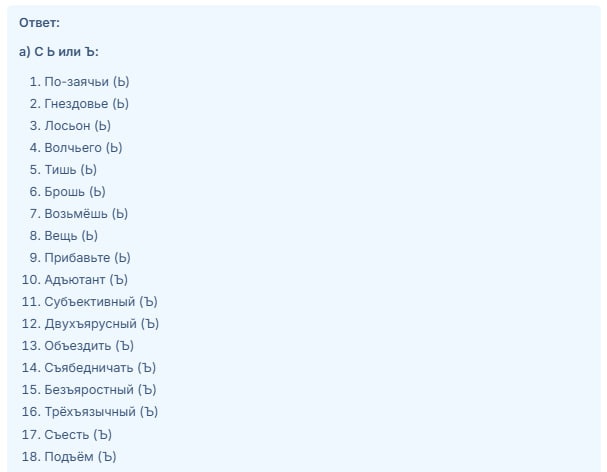 Ответ:
а) С Ь или Ъ:
1. По-заячьи (Ь)
2. Гнездовье (Ь)
3. Лосьон (Ь)
4. Волчьего (Ь)
5. Тишь (Ь)
6. Брошь (Ь)
7. Возьмёшь (Ь)
8. Вещь (Ь)
9. Прибавьте (Ь)
10. Адъютант (Ъ)
11. Субъективный (Ъ)
12. Двухъярусный (Ъ)
13. Объездить (Ъ)
14. Съябедничать (Ъ)
15. Безъяростный (Ъ)
16. Трёхъязычный (Ъ)
17. Съесть (Ъ)
18. Подъём (Ъ)